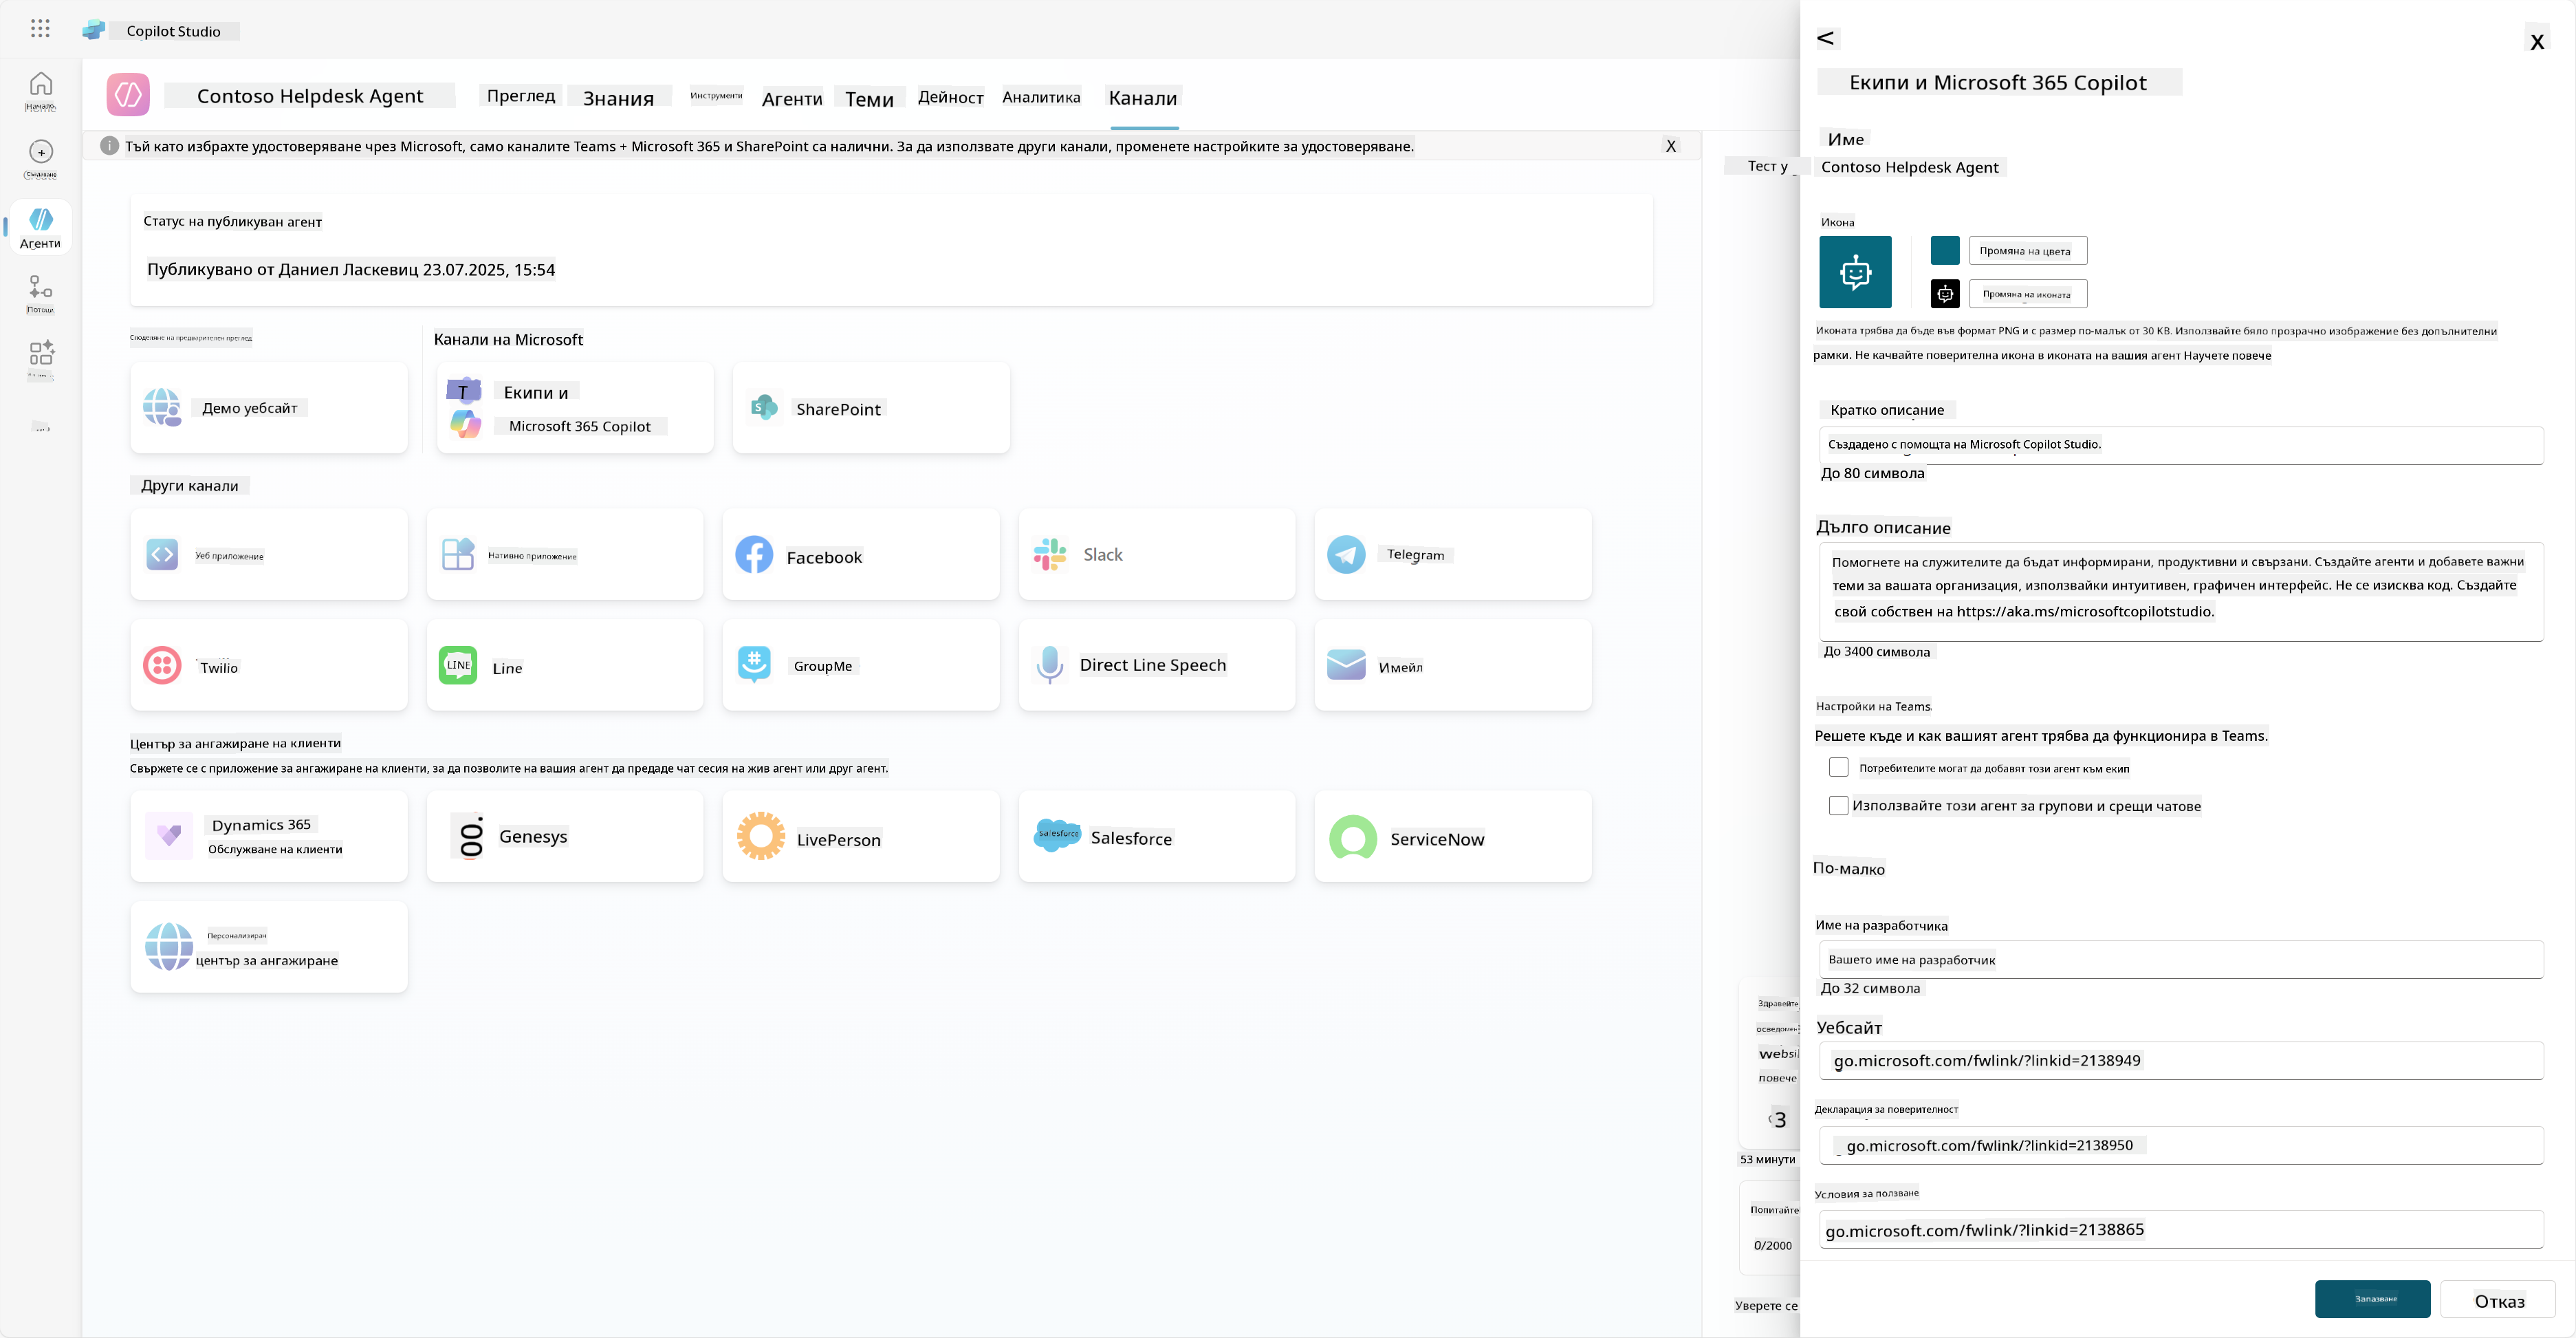 Copilot Studio
Начало
Създаване
Агенти
Потоци
Contoso Helpdesk Agent
Преглед
Знания
Инструменти
Агенти
Теми
Дейност
Аналитика
Канали
Тъй като избрахте удостоверяване чрез Microsoft, само каналите Teams + Microsoft 365 и SharePoint са налични. За да използвате други канали, променете настройките за удостоверяване.
X
Статус на публикуван агент
Публикувано от Даниел Ласкевиц 23.07.2025, 15:54
Споделяне на предварителен преглед
Канали на Microsoft
Демо уебсайт
T
Екипи и
Microsoft 365 Copilot
S
SharePoint
Други канали
Уеб приложение
Нативно приложение
Facebook
Slack
Telegram
Twilio
LINE
Line
GroupMe
Direct Line Speech
Имейл
Център за ангажиране на клиенти
Свържете се с приложение за ангажиране на клиенти, за да позволите на вашия агент да предаде чат сесия на жив агент или друг агент.
Dynamics 365
Обслужване на клиенти
Genesys
LivePerson
salesforce
Salesforce
ServiceNow
Персонализиран
център за ангажиране
Тест у
Здравейте
websi
повече
3
53 минути
Попитайте
0/2000
Уверете се
<
X
Екипи и Microsoft 365 Copilot
Име
Contoso Helpdesk Agent
Икона
Промяна на цвета
Промяна на иконата
Иконата трябва да бъде във формат PNG и с размер по-малък от 30 KB. Използвайте бяло прозрачно изображение без допълнителни
рамки. Не качвайте поверителна икона в иконата на вашия агент Научете повече
Кратко описание
Създадено с помощта на Microsoft Copilot Studio.
До 80 символа
Дълго описание
Помогнете на служителите да бъдат информирани, продуктивни и свързани. Създайте агенти и добавете важни
теми за вашата организация, използвайки интуитивен, графичен интерфейс. Не се изисква код. Създайте
свой собствен на https://aka.ms/microsoftcopilotstudio.
До 3400 символа
Настройки на Teams
Решете къде и как вашият агент трябва да функционира в Teams.
Потребителите могат да добавят този агент към екип
Използвайте този агент за групови и срещи чатове
По-малко
Име на разработчика
Вашето име на разработчик
До 32 символа
Уебсайт
go.microsoft.com/fwlink/?linkid=2138949
Декларация за поверителност
go.microsoft.com/fwlink/?linkid=2138950
Условия за ползване
go.microsoft.com/fwlink/?linkid=2138865
Запазване
Отказ